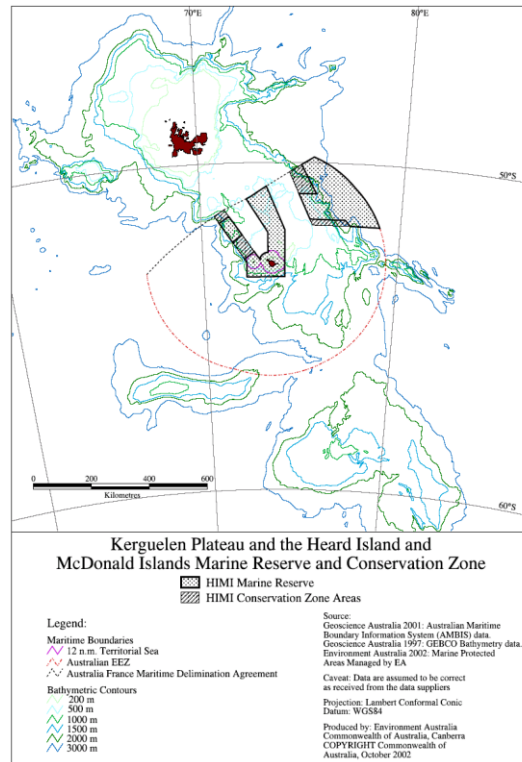 70°E
80°E
50°S
60°S
0 200 400 600
Kilometres
Kerguelen Plateau and the Heard Island and
McDonald Islands Marine Reserve and Conservation Zone
HIMI Marine Reserve
HIMI Conservation Zone Areas
Legend:
Maritime Boundaries
12 n.m. Territorial Sea
Australian EEZ
Australia France Maritime Delimination Agreement
Bathymetric Contours
200 m
500 m
1000 m
1500 m
2000 m
3000 m
Source:
Geoscience Australia 2001: Australian Maritime
Boundary Information System (AMBIS) data.
Geoscience Australia 1997: GEBCO Bathymetry data.
Environment Australia 2002: Marine Protected
Areas Managed by EA
Caveat: Data are assumed to be correct
as received from the data suppliers
Projection: Lambert Conformal Conic
Datum: WGS84
Produced by: Environment Australia
Commonwealth of Australia, Canberra
COPYRIGHT Commonwealth of
Australia, October 2002